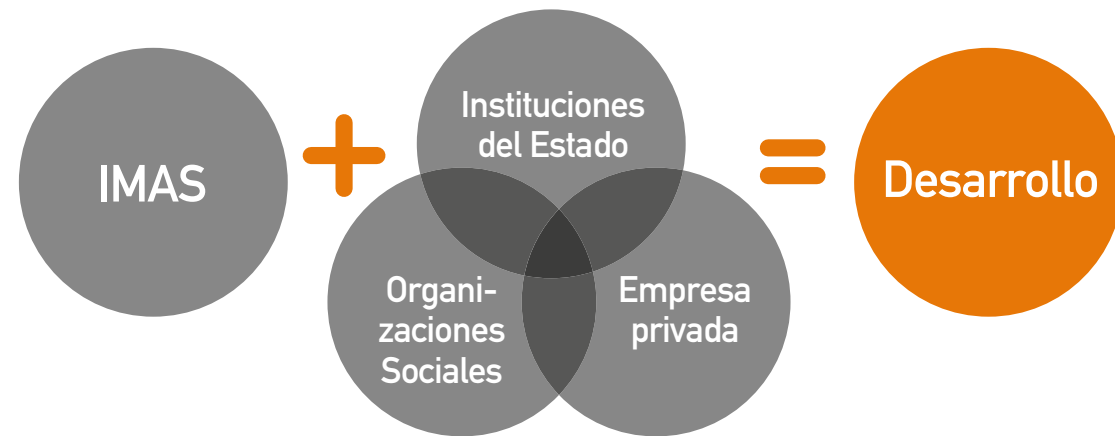 IMAS
+
Instituciones
del Estado
Organi-
zaciones
Sociales
Empresa
privada
=
Desarrollo